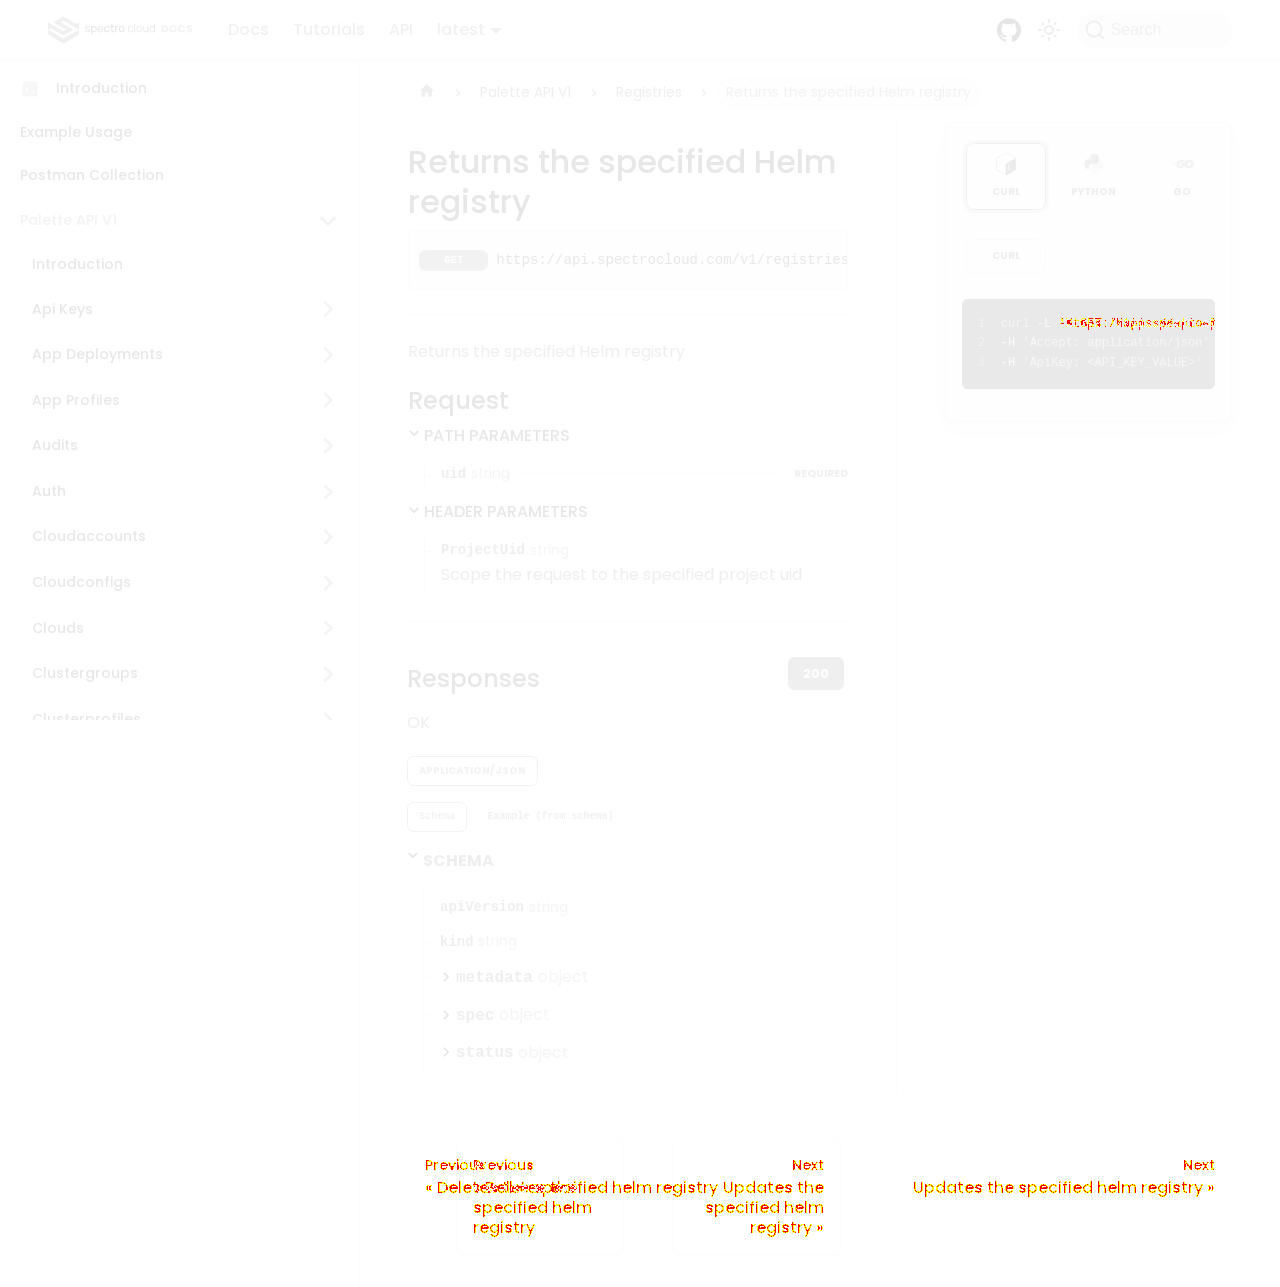 spectro cloud DOCS Docs Tutorials API latest Search
Introduction
Example Usage
Postman Collection
Palette API V1
Introduction
Api Keys
App Deployments
App Profiles
Audits
Auth
Cloudaccounts
Cloudconfigs
Clouds
Clustergroups
Clusterprofiles
Palette API V1 Registries Returns the specified Helm registry
Returns the specified Helm
registry
GET https://api.spectrocloud.com/v1/registries
Returns the specified Helm registry
Request
PATH PARAMETERS
uid string REQUIRED
HEADER PARAMETERS
ProjectUid string
Scope the request to the specified project uid
Responses 200
OK
APPLICATION/JSON
Schema Example (from schema)
SCHEMA
apiVersion string
kind string
metadata object
spec object
status object
CURL PYTHON GO
CURL
1 curl -L
2 -H 'Accept: application/json'
3 -H 'ApiKey: <API_KEY_VALUE>'
Previous Previous Next Next
specified helm registry Updates the Updates the specified helm registry »
specified helm specified helm
registry registry »